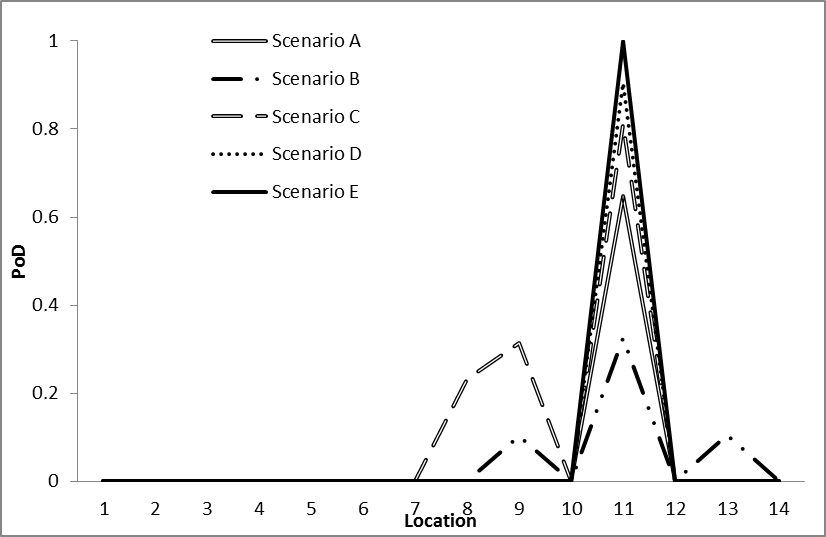 Scenario A
Scenario B
Scenario C
Scenario D
Scenario E
1
0.8
0.6
0.4
0.2
0
PoD
1 2 3 4 5 6 7 8 9 10 11 12 13 14
Location